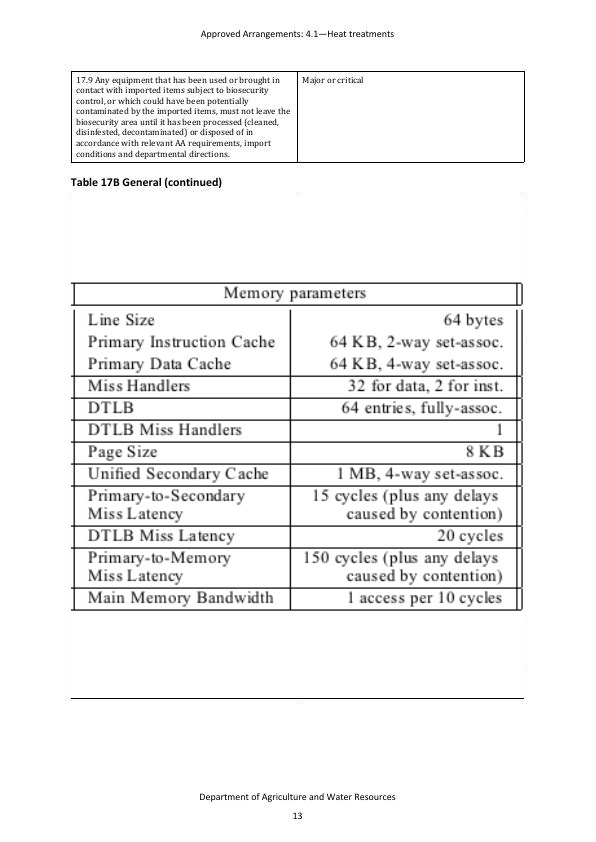 Approved Arrangements: 4.1—Heat treatments
17.9 Any equipment that has been used or brought in
contact with imported items subject to biosecurity
control, or which could have been potentially
contaminated by the imported items, must not leave the
biosecurity area until it has been processed (cleaned,
disinfested, decontaminated) or disposed of in
accordance with relevant AA requirements, import
conditions and departmental directions.
Major or critical
Table 17B General (continued)
Memory parameters
Line Size 64 bytes
Primary Instruction Cache 64 KB, 2-way set-assoc.
Primary Data Cache 64 KB, 4-way set-assoc.
Miss Handlers 32 for data, 2 for inst.
DTLB 64 entries, fully-assoc.
DTLB Miss Handlers 1
Page Size 8 KB
Unified Secondary Cache 1 MB, 4-way set-assoc.
Primary-to-Secondary 15 cycles (plus any delays
Miss Latency caused by contention)
DTLB Miss Latency 20 cycles
Primary-to-Memory 150 cycles (plus any delays
Miss Latency caused by contention)
Main Memory Bandwidth 1 access per 10 cycles
Department of Agriculture and Water Resources
13